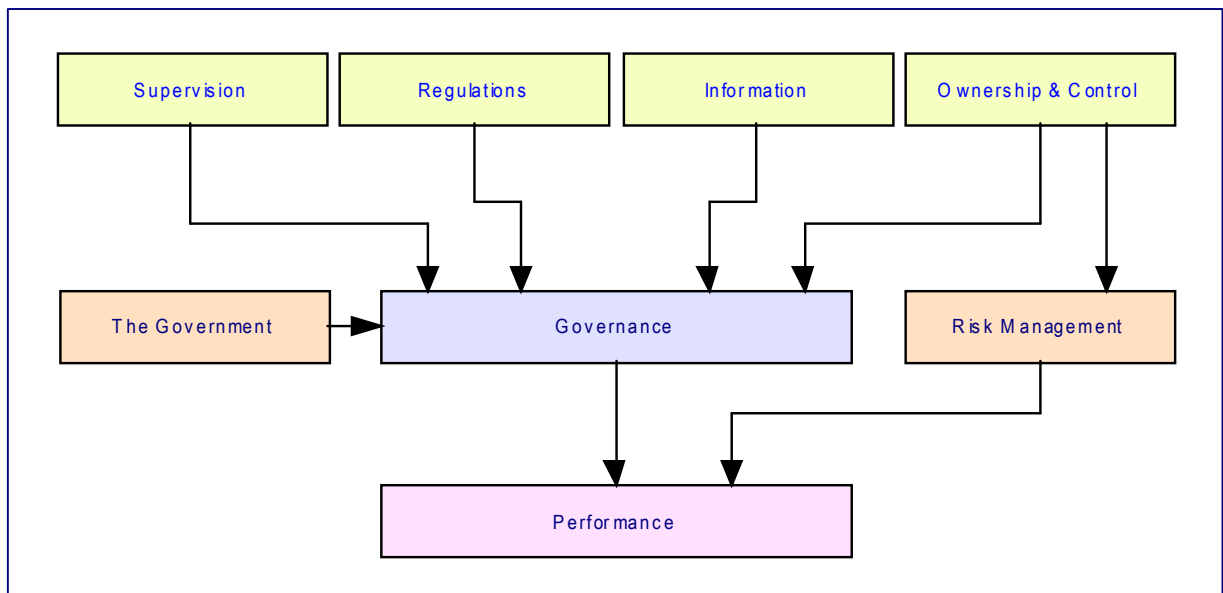 Supervision
Regulations
Information
Ownership & Control
The Government
Governance
Risk Management
Performance